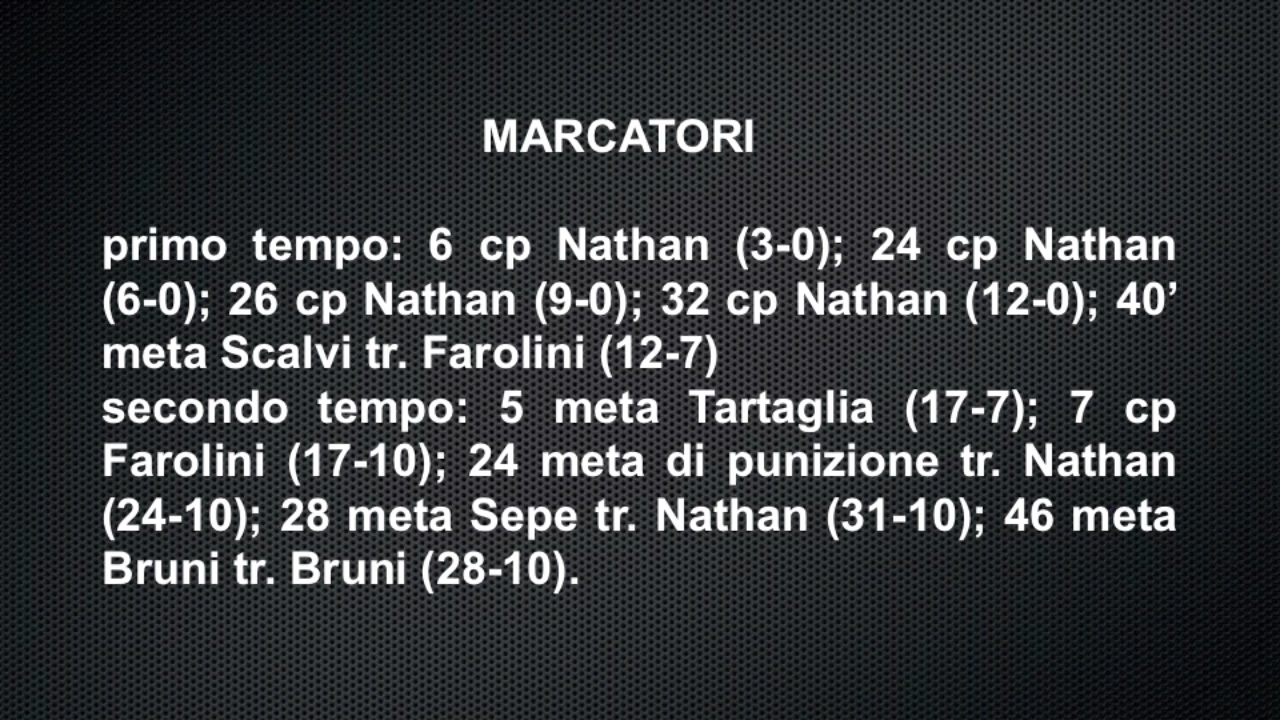 MARCATORI
primo tempo: 6 cp Nathan (3-0); 24 cp Nathan
(6-0); 26 cp Nathan (9-0); 32 cp Nathan (12-0); 40’
meta Scalvi tr. Farolini (12-7)
secondo tempo: 5 meta Tartaglia (17-7); 7 cp
Farolini (17-10); 24 meta di punizione tr. Nathan
(24-10); 28 meta Sepe tr. Nathan (31-10); 46 meta
Bruni tr. Bruni (28-10).